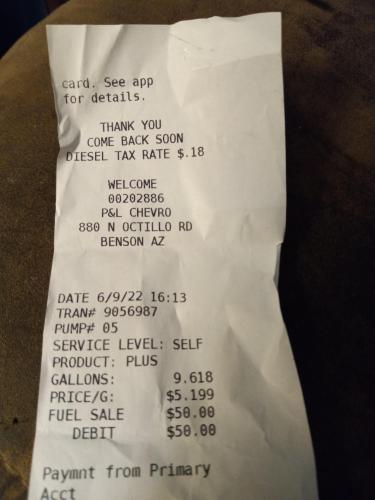 card. See app
for details.
THANK YOU
COME BACK SOON
DIESEL TAX RATE $.18
WELCOME
00202886
P&L CHEVRO
880 N OCTILLO RD
BENSON AZ
DATE 6/9/22 16:13
TRAN# 9056987
PUMP# 05
SERVICE LEVEL: SELF
PRODUCT: PLUS
GALLONS: 9.618
PRICE/G: $5.199
FUEL SALE $50.00
DEBIT $50.00
Paymnt from Primary
Acct